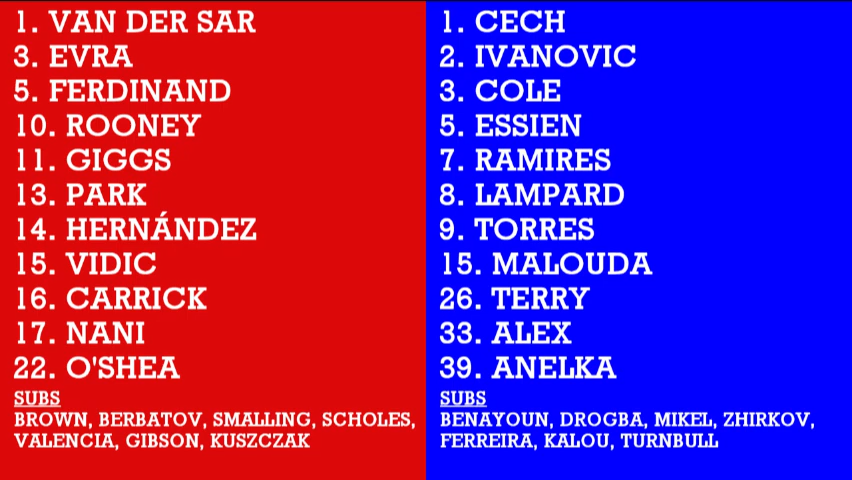 1. VAN DER SAR
3. EVRA
5. FERDINAND
10. ROONEY
11. GIGGS
13. PARK
14. HERNÁNDEZ
15. VIDIC
16. CARRICK
17. NANI
22. O'SHEA
SUBS
BROWN, BERBATOV, SMALLING, SCHOLES,
VALENCIA, GIBSON, KUSZCZAK
1. CECH
2. IVANOVIC
3. COLE
5. ESSIEN
7. RAMIRES
8. LAMPARD
9. TORRES
15. MALOUDA
26. TERRY
33. ALEX
39. ANELKA
SUBS
BENAYOUN, DROGBA, MIKEL, ZHIRKOV,
FERREIRA, KALOU, TURNBULL